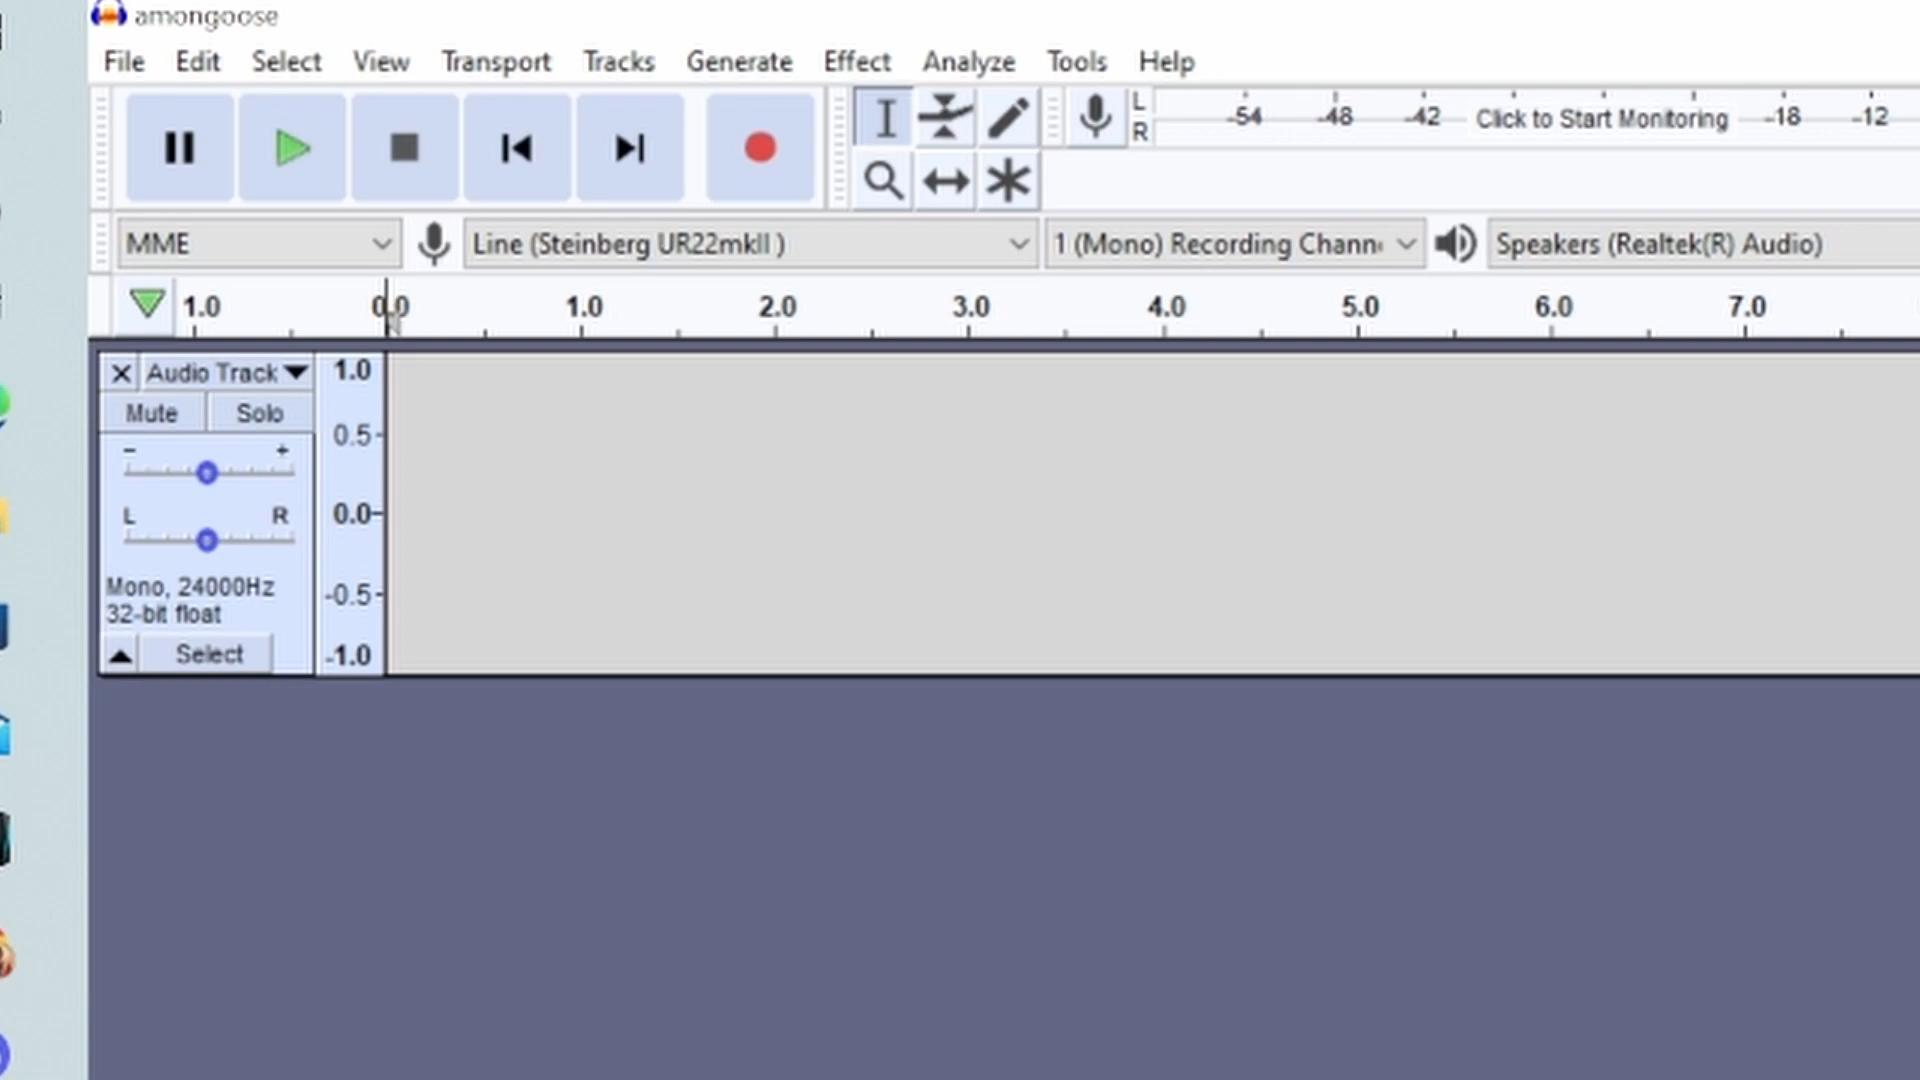 amongoose
File Edit Select View Transport Tracks Generate Effect Analyze Tools Help
L
R
-54 -48 -42 Click to Start Monitoring -18 -12
MME Line (Steinberg UR22mkII ) 1 (Mono) Recording Chann Speakers (Realtek(R) Audio)
1.0 0.0 1.0 2.0 3.0 4.0 5.0 6.0 7.0
Audio Track
Mute Solo
- +
L R
Mono, 24000Hz
32-bit float
Select
1.0
0.5
0.0
-0.5
-1.0